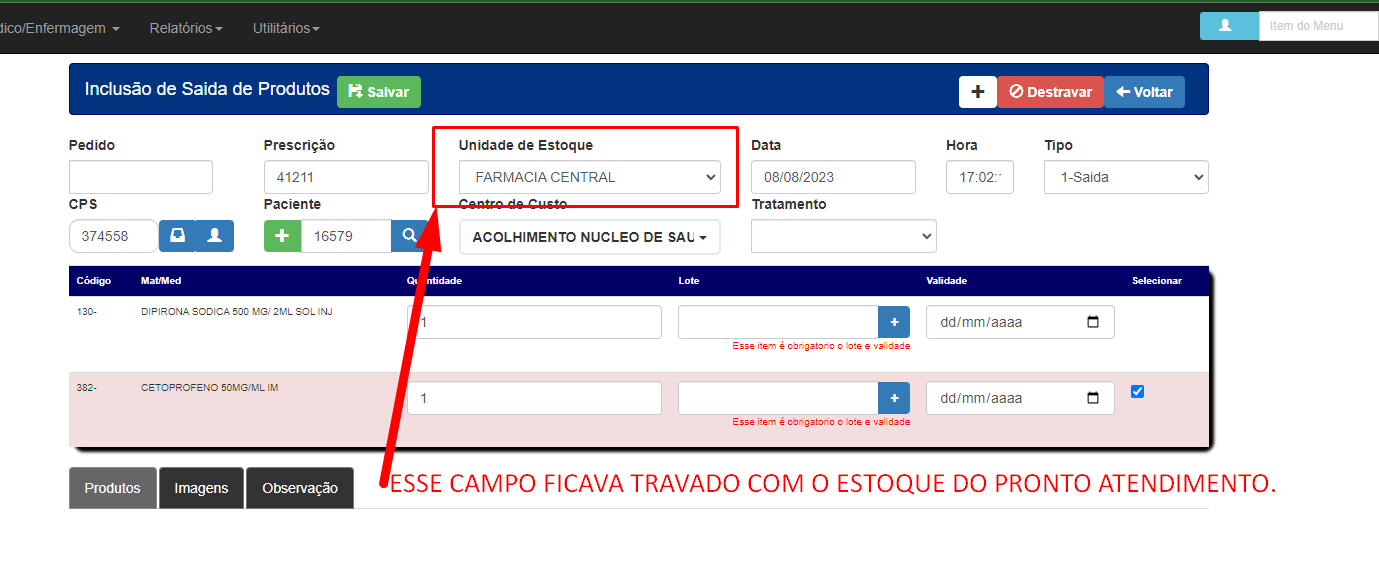 dico/Enfermagem Relatórios Utilitários Item do Menu
Inclusão de Saida de Produtos Salvar + Destravar Voltar
Pedido Prescrição Unidade de Estoque Data Hora Tipo
41211 FARMACIA CENTRAL 08/08/2023 17:02: 1-Saida
CPS Paciente Centro de Custo Tratamento
374558 + 16579 ACOLHIMENTO NUCLEO DE SAU
Código Mat/Med Quantidade Lote Validade Selecionar
130- DIPIRONA SODICA 500 MG/ 2ML SOL INJ 1 + dd/mm/aaaa
Esse item é obrigatorio o lote e validade
382- CETOPROFENO 50MG/ML IM 1 + dd/mm/aaaa
Esse item é obrigatorio o lote e validade
Produtos Imagens Observação
ESSE CAMPO FICAVA TRAVADO COM O ESTOQUE DO PRONTO ATENDIMENTO.